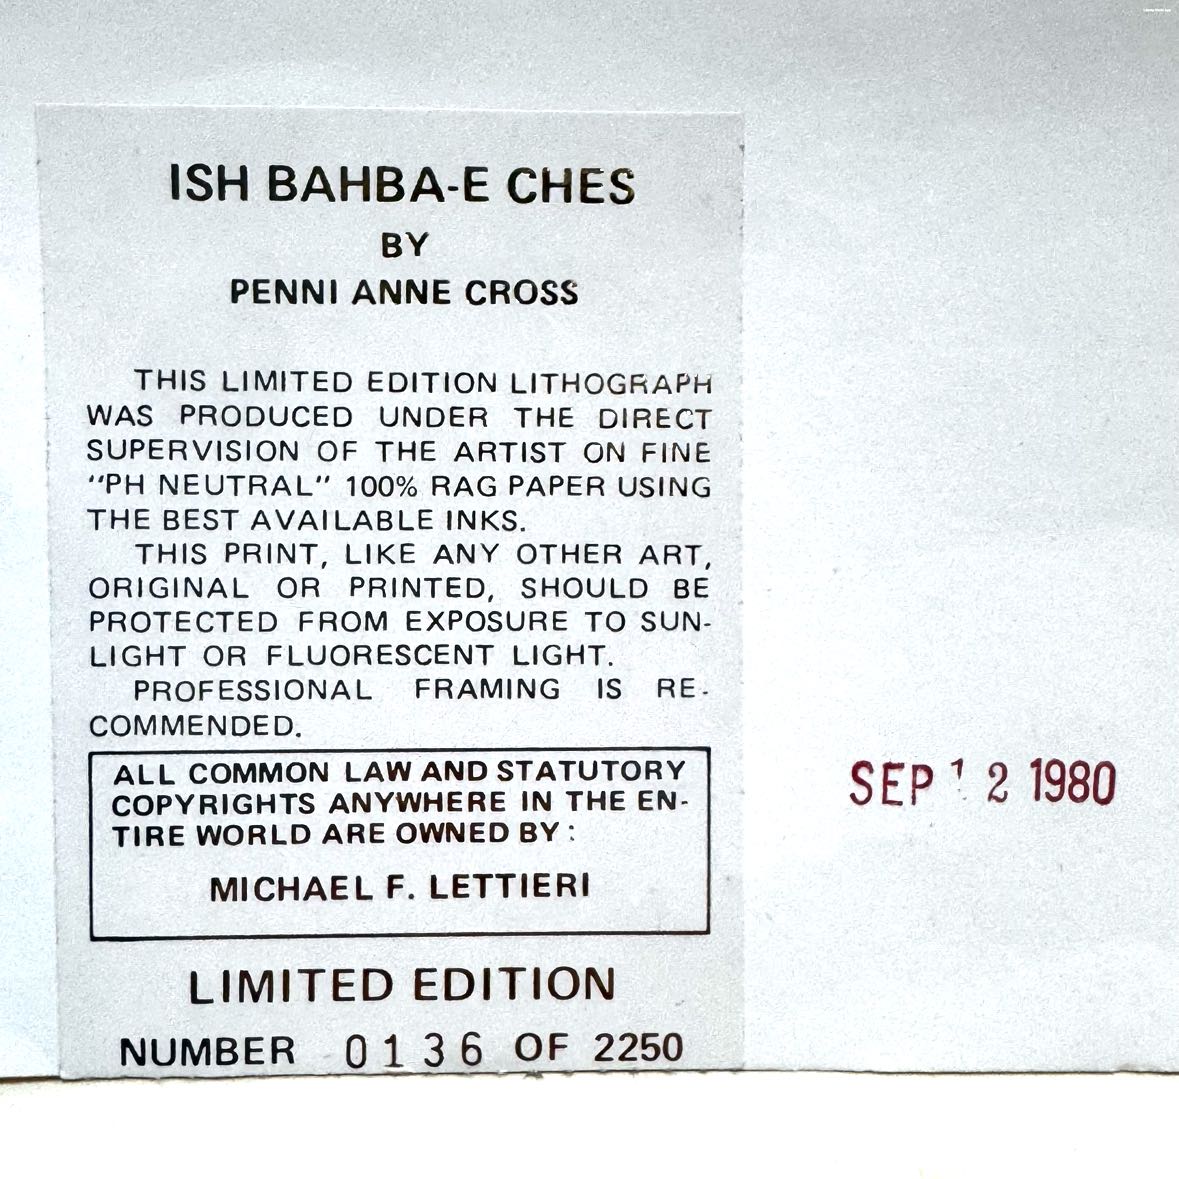 ISH BAHBA-E CHES
BY
PENNI ANNE CROSS
THIS LIMITED EDITION LITHOGRAPH
WAS PRODUCED UNDER THE DIRECT
SUPERVISION OF THE ARTIST ON FINE
"PH NEUTRAL" 100% RAG PAPER USING
THE BEST AVAILABLE INKS.
THIS PRINT, LIKE ANY OTHER ART,
ORIGINAL OR PRINTED, SHOULD BE
PROTECTED FROM EXPOSURE TO SUN-
LIGHT OR FLUORESCENT LIGHT.
PROFESSIONAL FRAMING IS RE-
COMMENDED.
ALL COMMON LAW AND STATUTORY
COPYRIGHTS ANYWHERE IN THE EN-
TIRE WORLD ARE OWNED BY:
MICHAEL F. LETTIERI
SEP 12 1980
LIMITED EDITION
NUMBER 0136 OF 2250